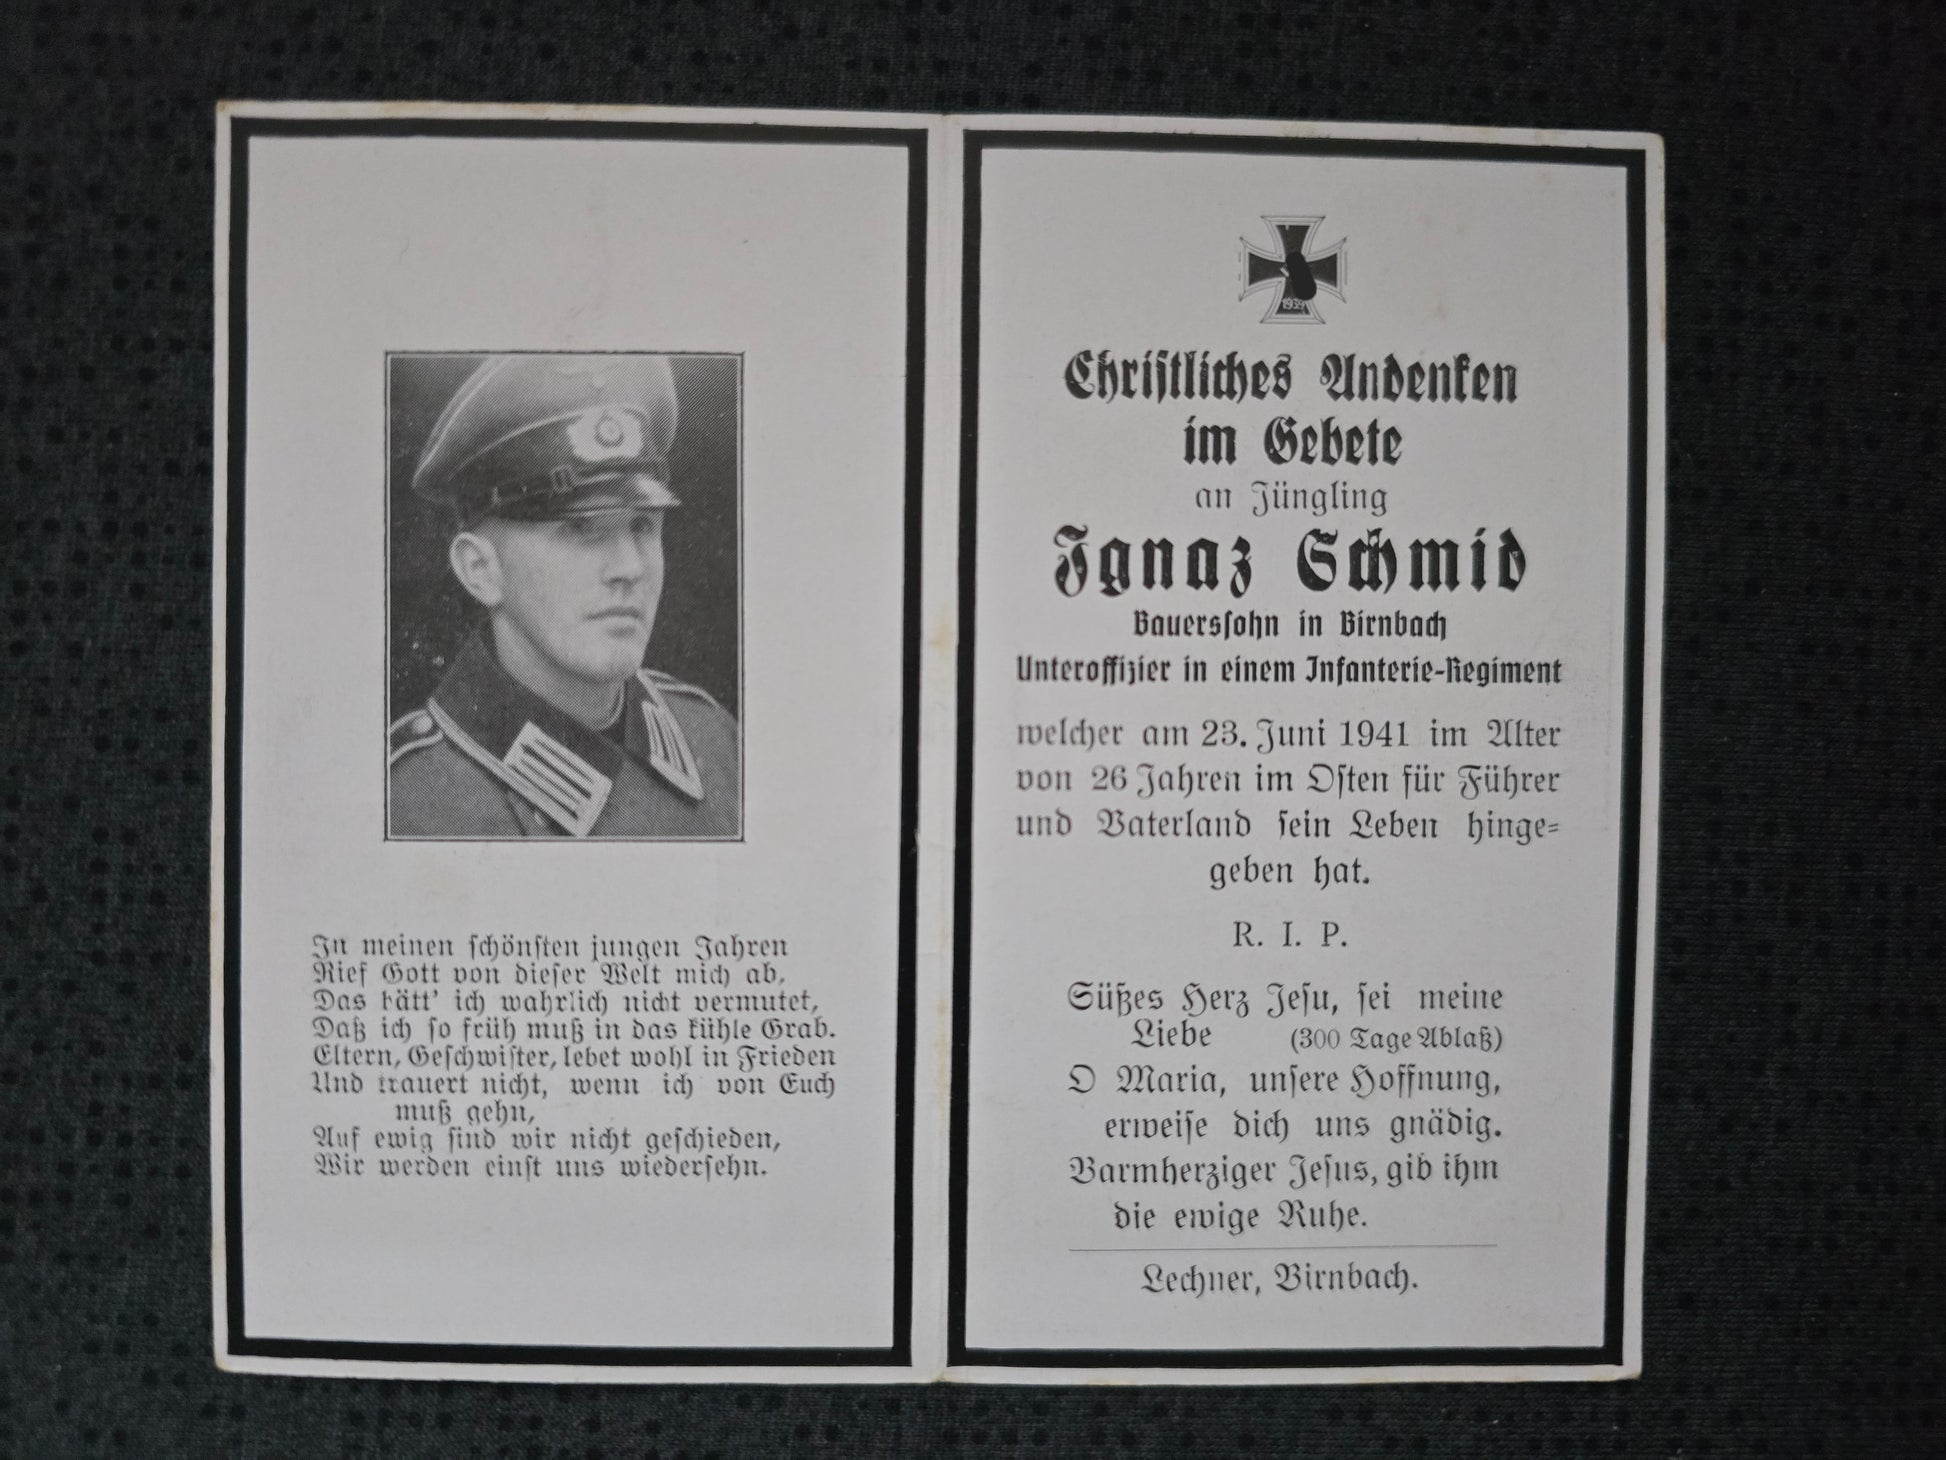 In meinen schönsten jungen Jahren
Rief Gott von dieser Welt mich ab,
Das hätt' ich wahrlich nicht vermutet,
Daß ich so früh muß in das kühle Grab.
Eltern, Geschwister, lebet wohl in Frieden
Und trauert nicht, wenn ich von Euch
muß gehn,
Auf ewig sind wir nicht geschieden,
Wir werden einst uns wiedersehn.
1939
Christliches Andenken
im Gebete
an Jüngling
Ignaz Schmid
Bauerssohn in Birnbach
Unteroffizier in einem Infanterie-Regiment
welcher am 23. Juni 1941 im Alter
von 26 Jahren im Osten für Führer
und Vaterland sein Leben hinge-
geben hat.
R. I. P.
Süßes Herz Jesu, sei meine
Liebe (300 Tage Ablaß)
O Maria, unsere Hoffnung,
erweise dich uns gnädig.
Barmherziger Jesus, gib ihm
die ewige Ruhe.
Lechner, Birnbach.